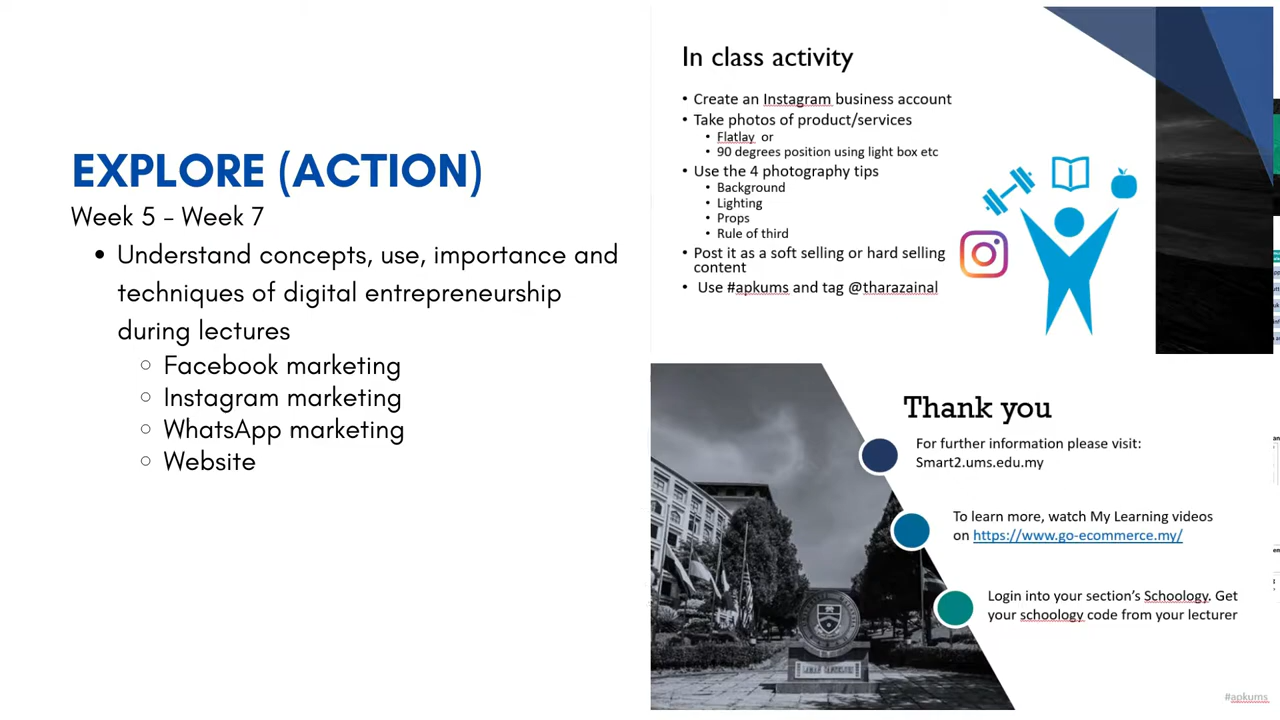 EXPLORE (ACTION)
Week 5 – Week 7
Understand concepts, use, importance and
techniques of digital entrepreneurship
during lectures
Facebook marketing
Instagram marketing
WhatsApp marketing
Website
In class activity
• Create an Instagram business account
• Take photos of product/services
• Flatlay or
• 90 degrees position using light box etc
• Use the 4 photography tips
• Background
• Lighting
• Props
• Rule of third
• Post it as a soft selling or hard selling
content
• Use #apkums and tag @tharazainal
Thank you
For further information please visit:
Smart2.ums.edu.my
To learn more, watch My Learning videos
on https://www.go-ecommerce.my/
Login into your section's Schoology. Get
your schoology code from your lecturer
#apkums